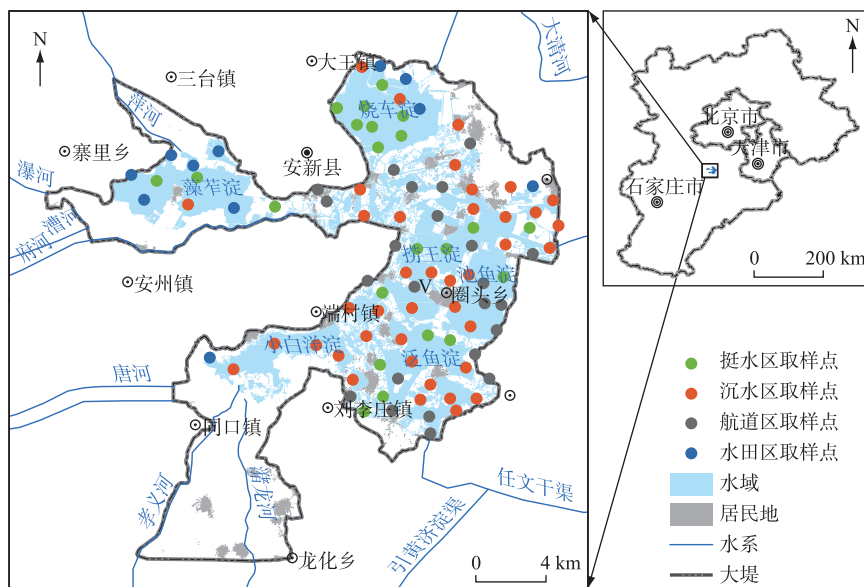 N
大王镇
三台镇
大清河
萍河
烧车淀
寨里乡
安新县
瀑河
藻苲淀
漕河
府河
捞王淀
池鱼淀
安州镇
V
圈头乡
端村镇
小白洋淀
泛鱼淀
唐河
刘李庄镇
同口镇
孝义河
潴龙河
任文干渠
引黄济淀渠
龙化乡
0 4 km
N
北京市
天津市
石家庄市
0 200 km
挺水区取样点
沉水区取样点
航道区取样点
水田区取样点
水域
居民地
水系
大堤